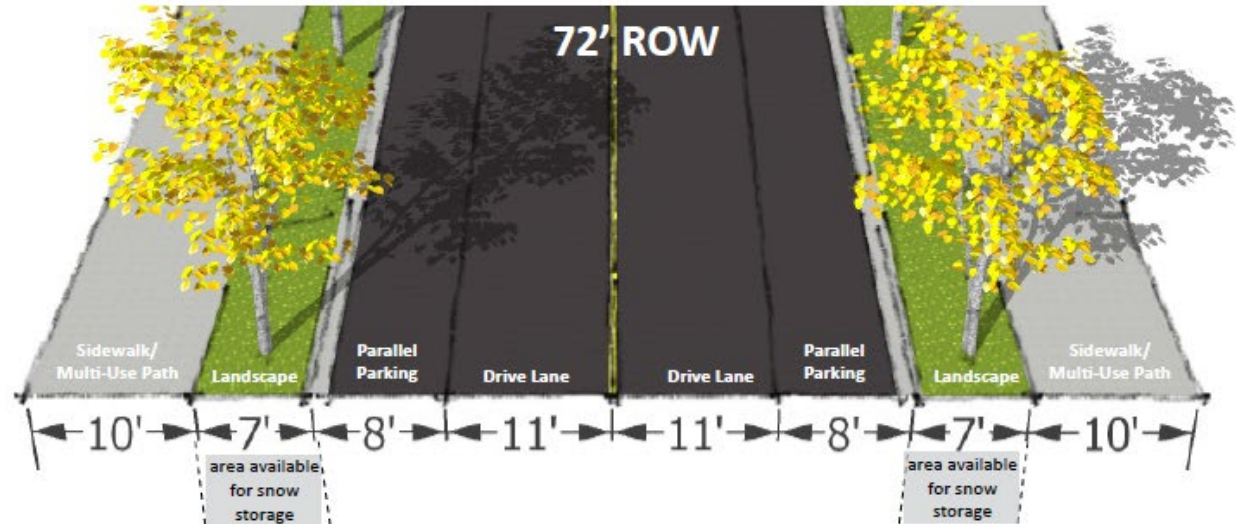 72' ROW
Sidewalk/
Multi-Use Path
Landscape
Parallel
Parking
Drive Lane
Drive Lane
Parallel
Parking
Landscape
Sidewalk/
Multi-Use Path
10' 7' 8' 11' 11' 8' 7' 10'
area available
for snow
storage
area available
for snow
storage